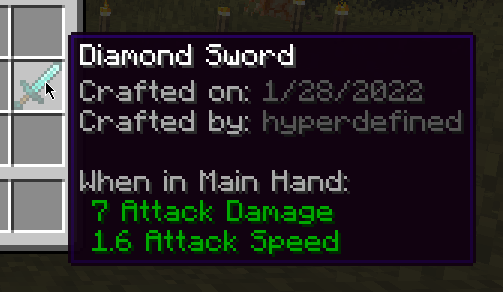 Diamond Sword
Crafted on: 1/28/2022
Crafted by: hyperdefined
When in Main Hand:
7 Attack Damage
1.6 Attack Speed